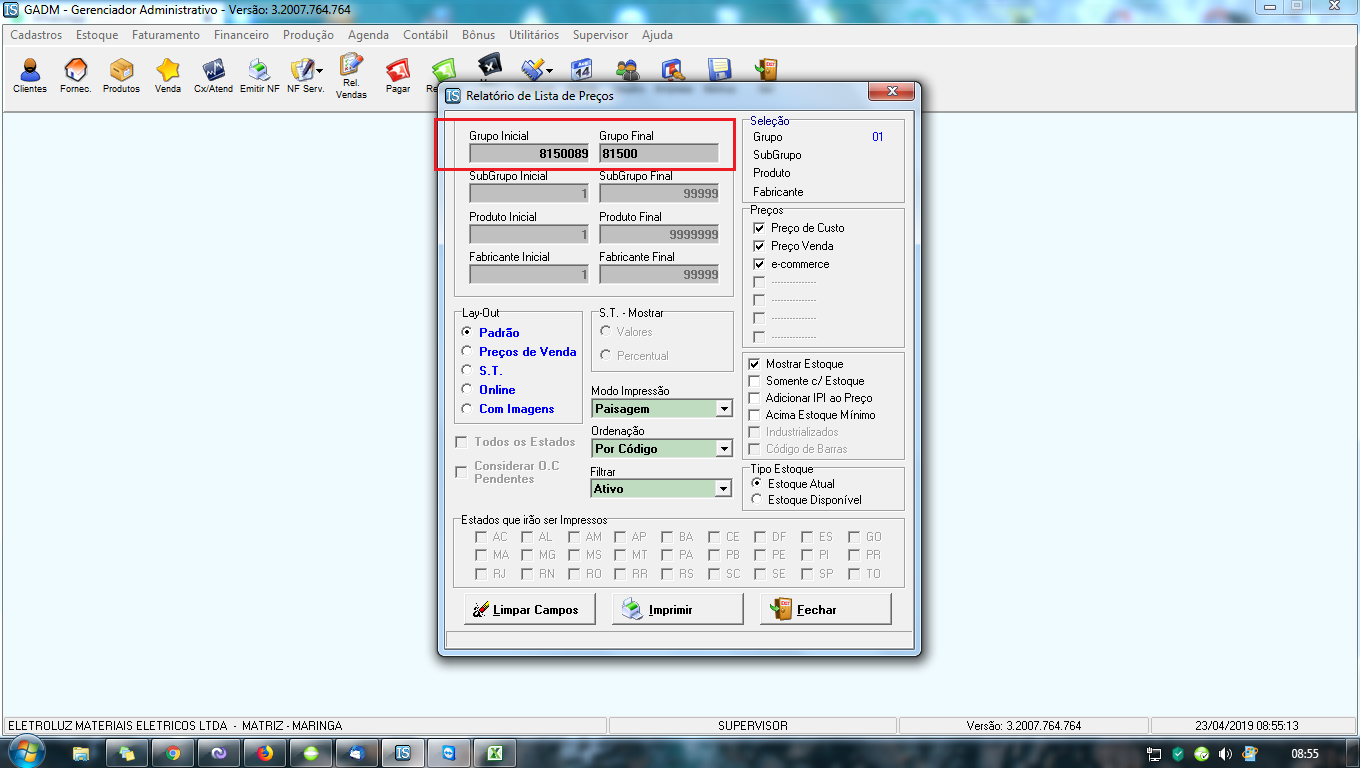 GADM - Gerenciador Administrativo - Versão: 3.2007.764.764
Cadastros Estoque Faturamento Financeiro Produção Agenda Contábil Bônus Utilitários Supervisor Ajuda
Clientes Fornec. Produtos Venda Cx/Atend Emitir NF NF Serv. Rel. Vendas Pagar
Relatório de Lista de Preços
Grupo Inicial Grupo Final
8150089 81500
SubGrupo Inicial SubGrupo Final
1 99999
Produto Inicial Produto Final
1 9999999
Fabricante Inicial Fabricante Final
1 99999
Seleção
Grupo 01
SubGrupo
Produto
Fabricante
Preços
Preço de Custo
Preço Venda
e-commerce
---------------
---------------
---------------
---------------
Lay-Out
Padrão
Preços de Venda
S.T.
Online
Com Imagens
Todos os Estados
Considerar O.C
Pendentes
S.T. - Mostrar
Valores
Percentual
Modo Impressão
Paisagem
Ordenação
Por Código
Filtrar
Ativo
Mostrar Estoque
Somente c/ Estoque
Adicionar IPI ao Preço
Acima Estoque Mínimo
Industrializados
Código de Barras
Tipo Estoque
Estoque Atual
Estoque Disponível
Estados que irão ser Impressos
AC AL AM AP BA CE DF ES GO
MA MG MS MT PA PB PE PI PR
RJ RN RO RR RS SC SE SP TO
Limpar Campos Imprimir Fechar
ELETROLUZ MATERIAIS ELETRICOS LTDA - MATRIZ - MARINGA SUPERVISOR Versão: 3.2007.764.764 23/04/2019 08:55:13
08:55